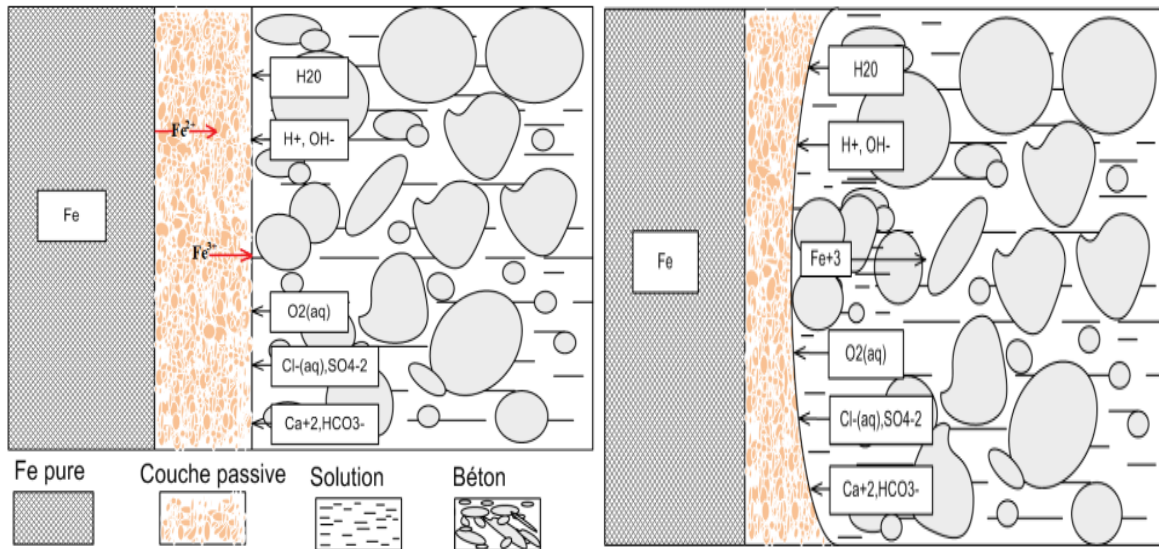 H20
Fe2+
H+, OH-
Fe
Fe3+
O2(aq)
Cl-(aq),SO4-2
Ca+2,HCO3-
Fe pure
Couche passive
Solution
Béton
H20
H+, OH-
Fe
Fe+3
O2(aq)
Cl-(aq),SO4-2
Ca+2,HCO3-